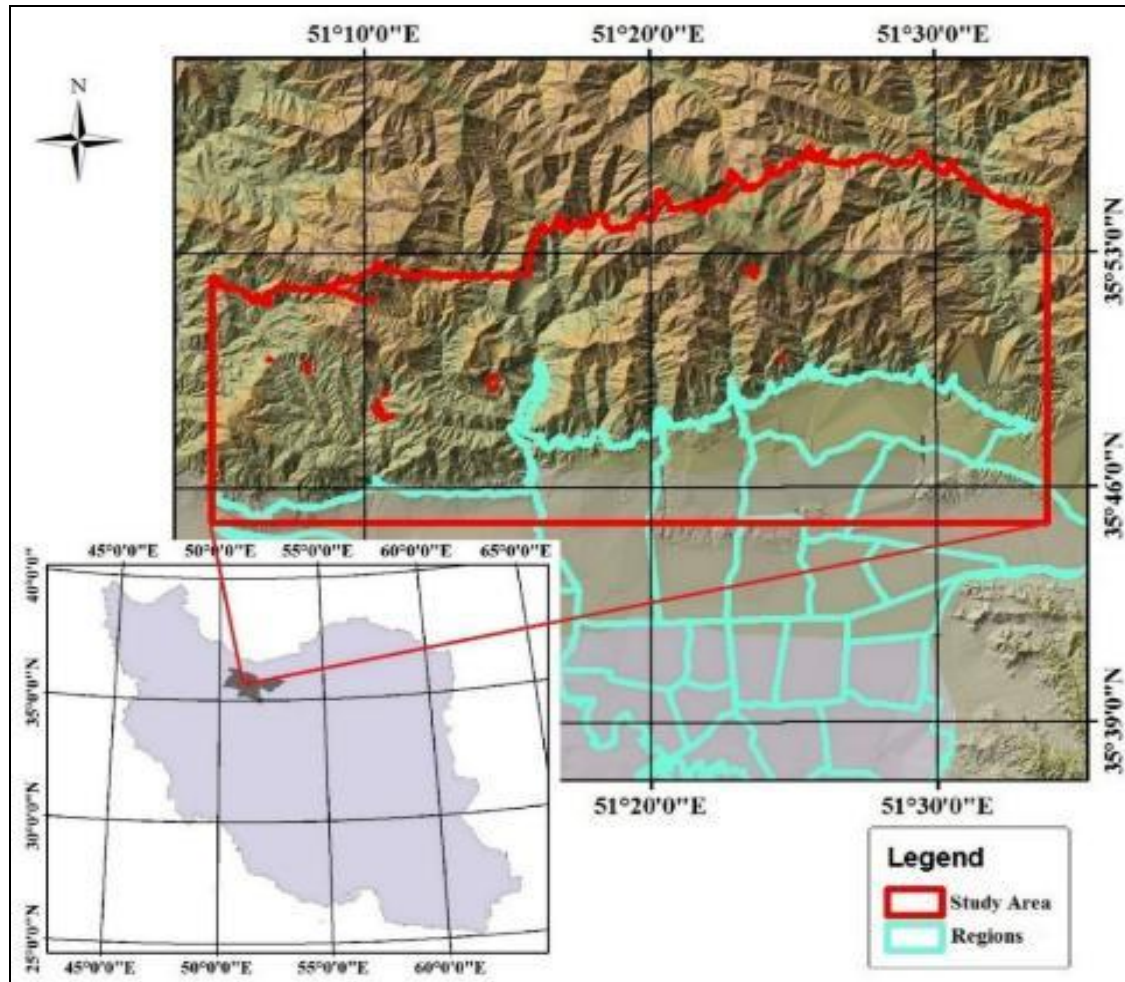 51°10'0"E 51°20'0"E 51°30'0"E
N
35°53'0"N
35°46'0"N
35°39'0"N
51°20'0"E 51°30'0"E
45°0'0"E 50°0'0"E 55°0'0"E 60°0'0"E 65°0'0"E
40°0'0"N
35°0'0"N
30°0'0"N
25°0'0"N
45°0'0"E 50°0'0"E 55°0'0"E 60°0'0"E
Legend
Study Area
Regions